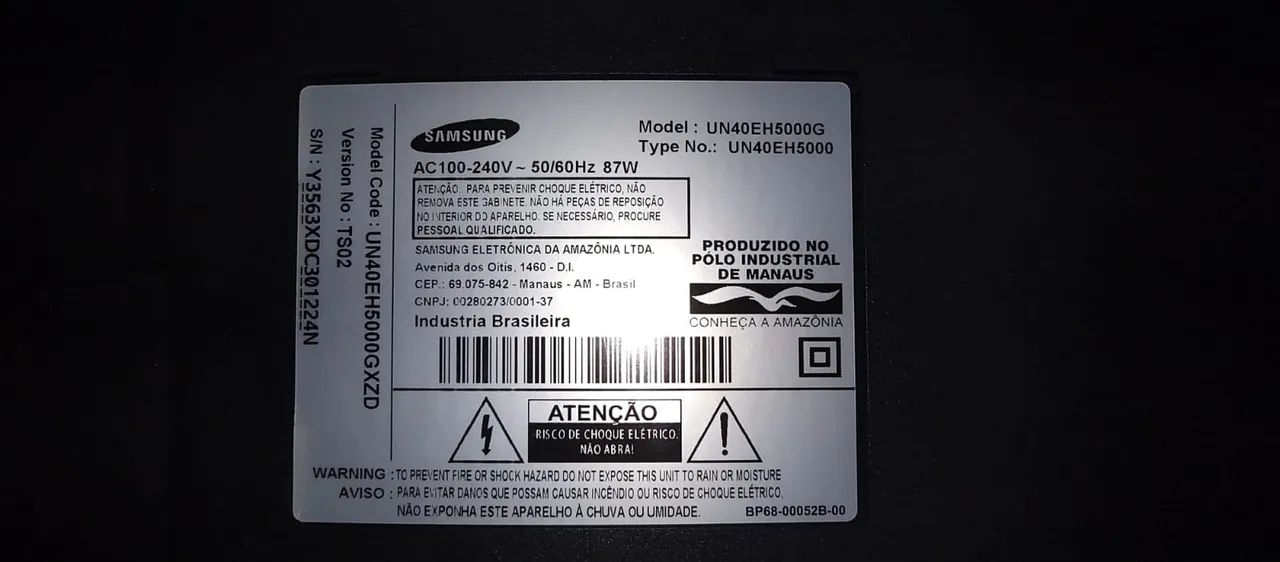 SAMSUNG
Model : UN40EH5000G
Type No.: UN40EH5000
AC100-240V ~ 50/60Hz 87W
ATENÇÃO: PARA PREVENIR CHOQUE ELÉTRICO, NÃO
REMOVA ESTE GABINETE. NÃO HÁ PEÇAS DE REPOSIÇÃO
NO INTERIOR DO APARELHO. SE NECESSÁRIO, PROCURE
PESSOAL QUALIFICADO.
SAMSUNG ELETRÔNICA DA AMAZÔNIA LTDA.
Avenida dos Oitis, 1460 - D.I.
CEP.: 69.075-842 - Manaus - AM - Brasil
CNPJ: 00280273/0001-37
Industria Brasileira
PRODUZIDO NO
PÓLO INDUSTRIAL
DE MANAUS
CONHEÇA A AMAZÔNIA
Model Code : UN40EH5000GXZD
Version No : TS02
S/N : Y3563XDC301224N
ATENÇÃO
RISCO DE CHOQUE ELÉTRICO.
NÃO ABRA!
WARNING : TO PREVENT FIRE OR SHOCK HAZARD DO NOT EXPOSE THIS UNIT TO RAIN OR MOISTURE
AVISO : PARA EVITAR DANOS QUE POSSAM CAUSAR INCÊNDIO OU RISCO DE CHOQUE ELÉTRICO,
NÃO EXPONHA ESTE APARELHO À CHUVA OU UMIDADE.
BP68-00052B-00